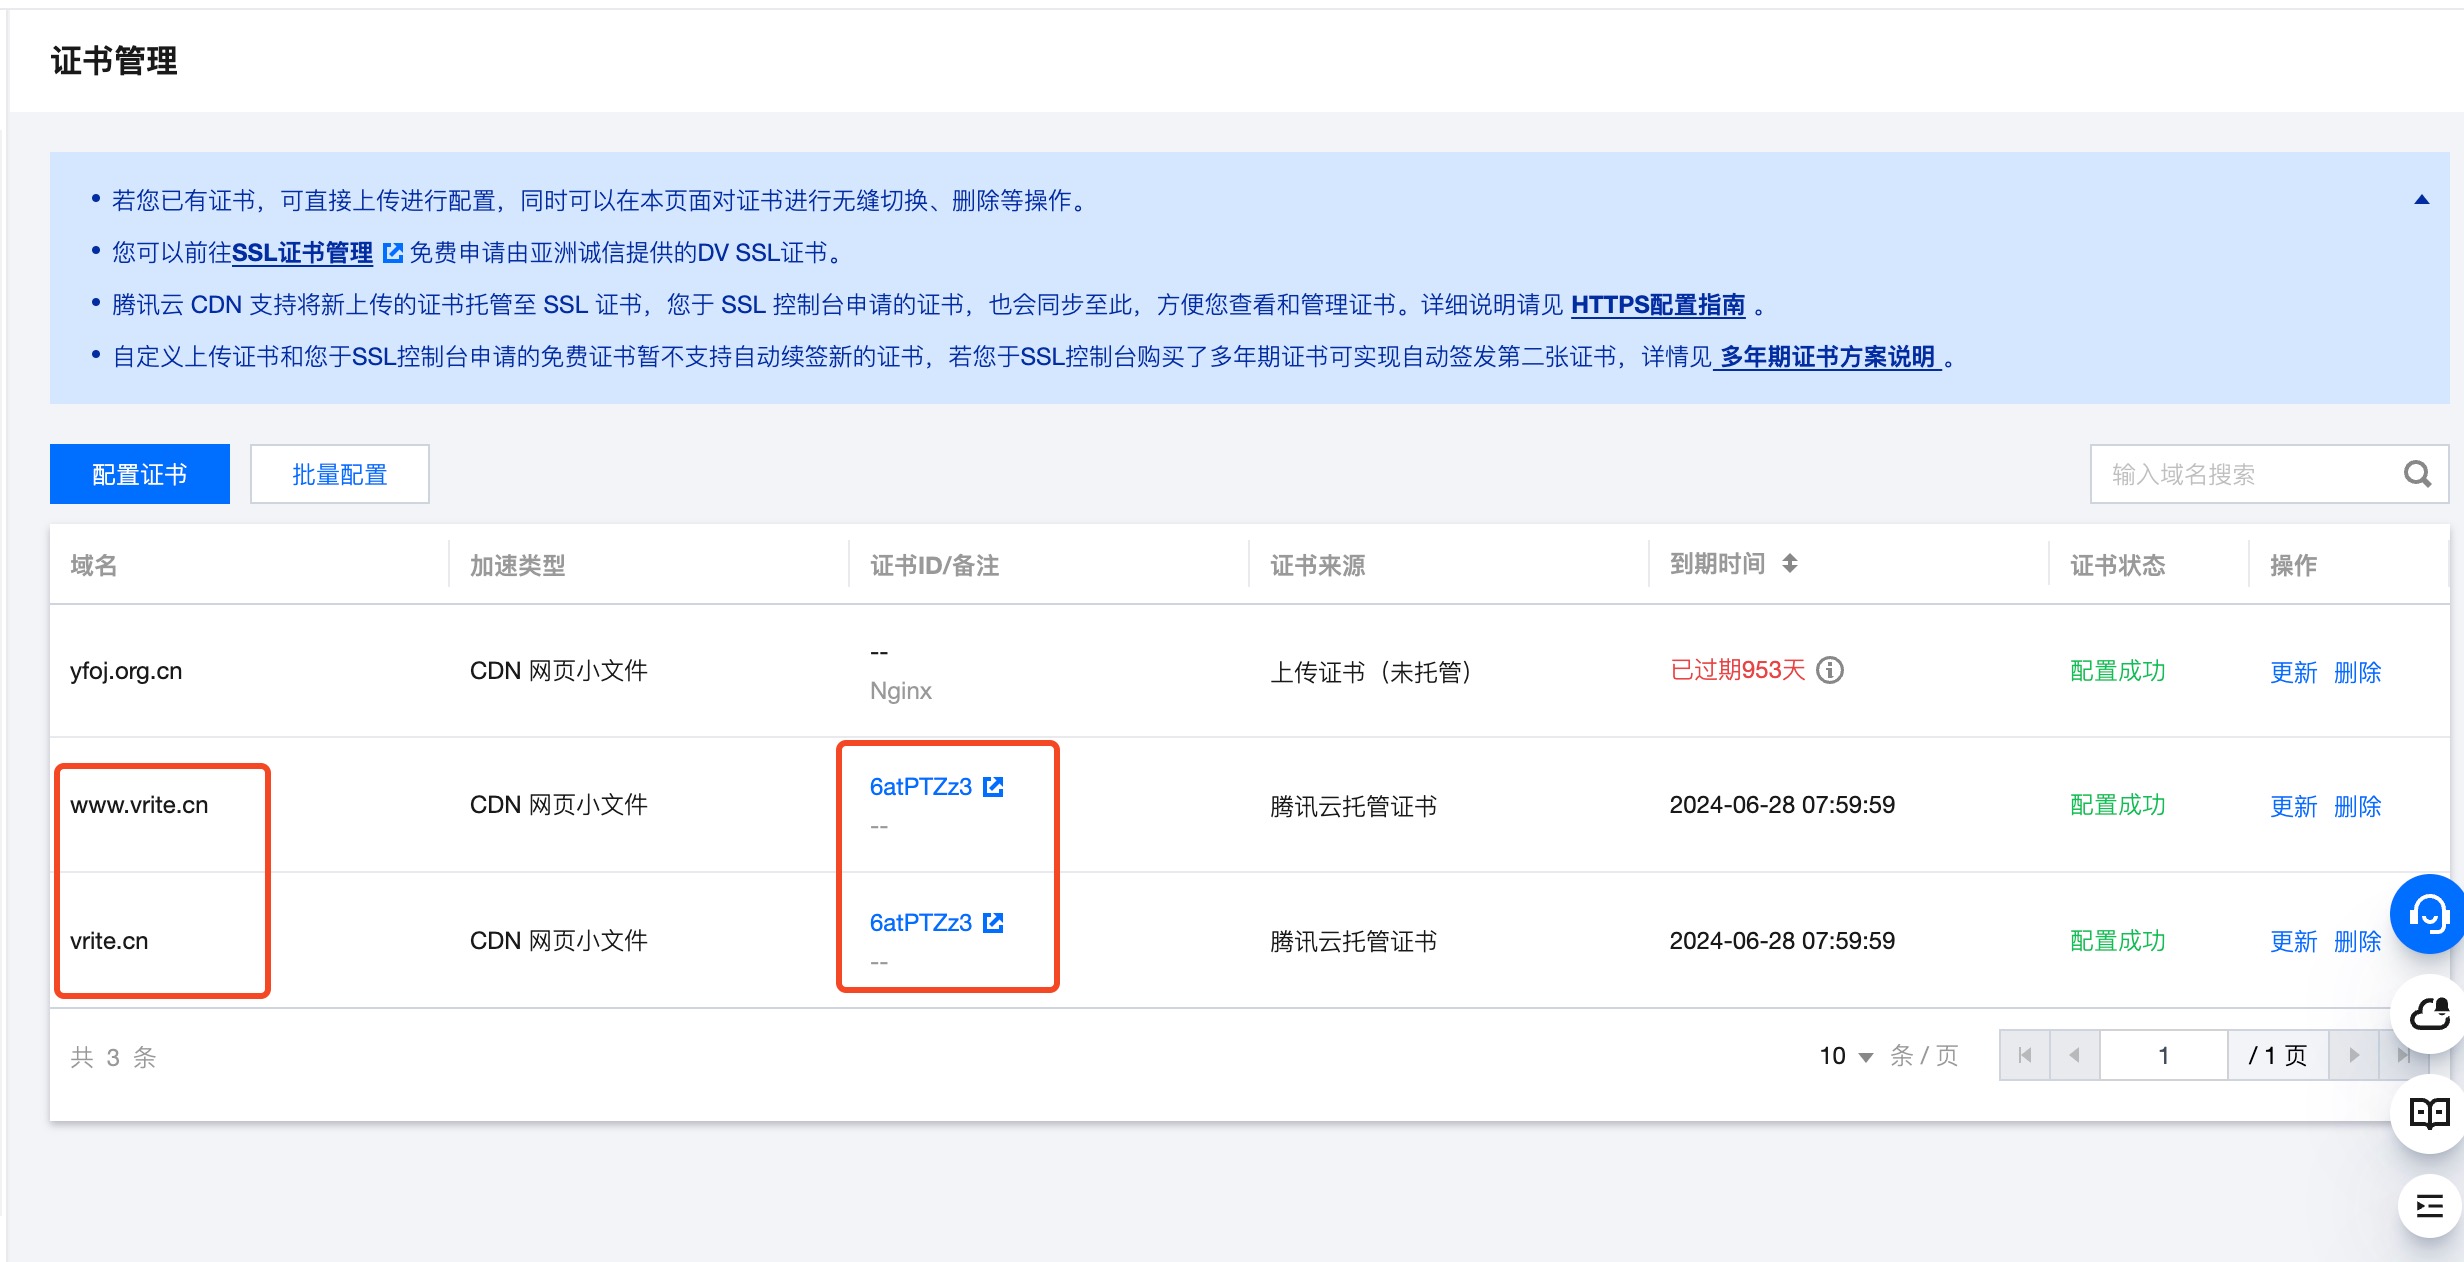 证书管理
若您已有证书，可直接上传进行配置，同时可以在本页面对证书进行无缝切换、删除等操作。
您可以前往SSL证书管理 免费申请由亚洲诚信提供的DV SSL证书。
腾讯云 CDN 支持将新上传的证书托管至 SSL 证书，您于 SSL 控制台申请的证书，也会同步至此，方便您查看和管理证书。详细说明请见 HTTPS配置指南 。
自定义上传证书和您于SSL控制台申请的免费证书暂不支持自动续签新的证书，若您于SSL控制台购买了多年期证书可实现自动签发第二张证书，详情见 多年期证书方案说明 。
配置证书 批量配置 输入域名搜索
域名 加速类型 证书ID/备注 证书来源 到期时间 证书状态 操作
yfoj.org.cn CDN 网页小文件 -- 上传证书（未托管） 已过期953天 配置成功 更新 删除
Nginx
www.vrite.cn CDN 网页小文件 6atPTZz3 腾讯云托管证书 2024-06-28 07:59:59 配置成功 更新 删除
--
vrite.cn CDN 网页小文件 6atPTZz3 腾讯云托管证书 2024-06-28 07:59:59 配置成功 更新 删除
--
共 3 条 10 条 / 页 1 / 1 页